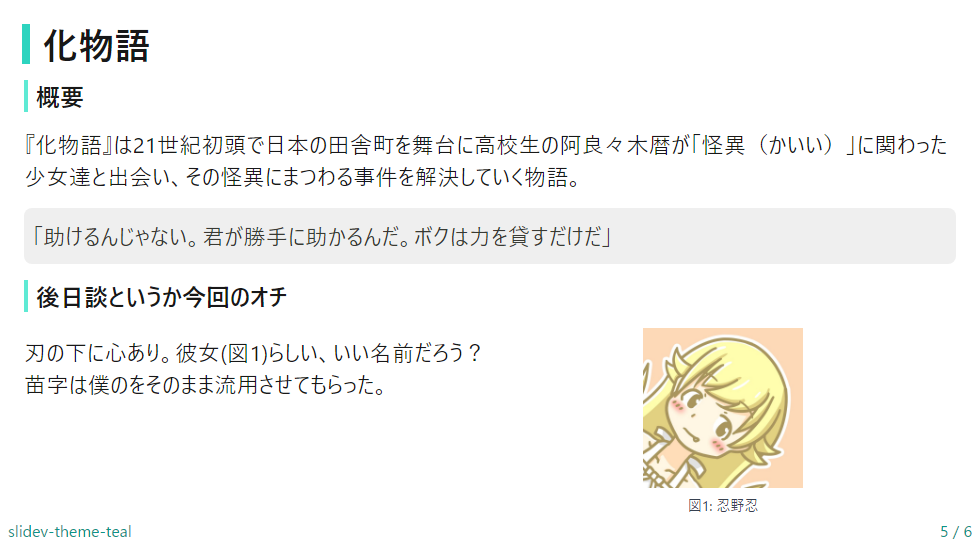 化物語
概要
『化物語』は21世紀初頭で日本の田舎町を舞台に高校生の阿良々木暦が「怪異（かいい）」に関わった
少女達と出会い、その怪異にまつわる事件を解決していく物語。
「助けるんじゃない。君が勝手に助かるんだ。ボクは力を貸すだけだ」
後日談というか今回のオチ
刃の下に心あり。彼女(図1)らしい、いい名前だろう？
苗字は僕のをそのまま流用させてもらった。
図1: 忍野忍
slidev-theme-teal
5 / 6